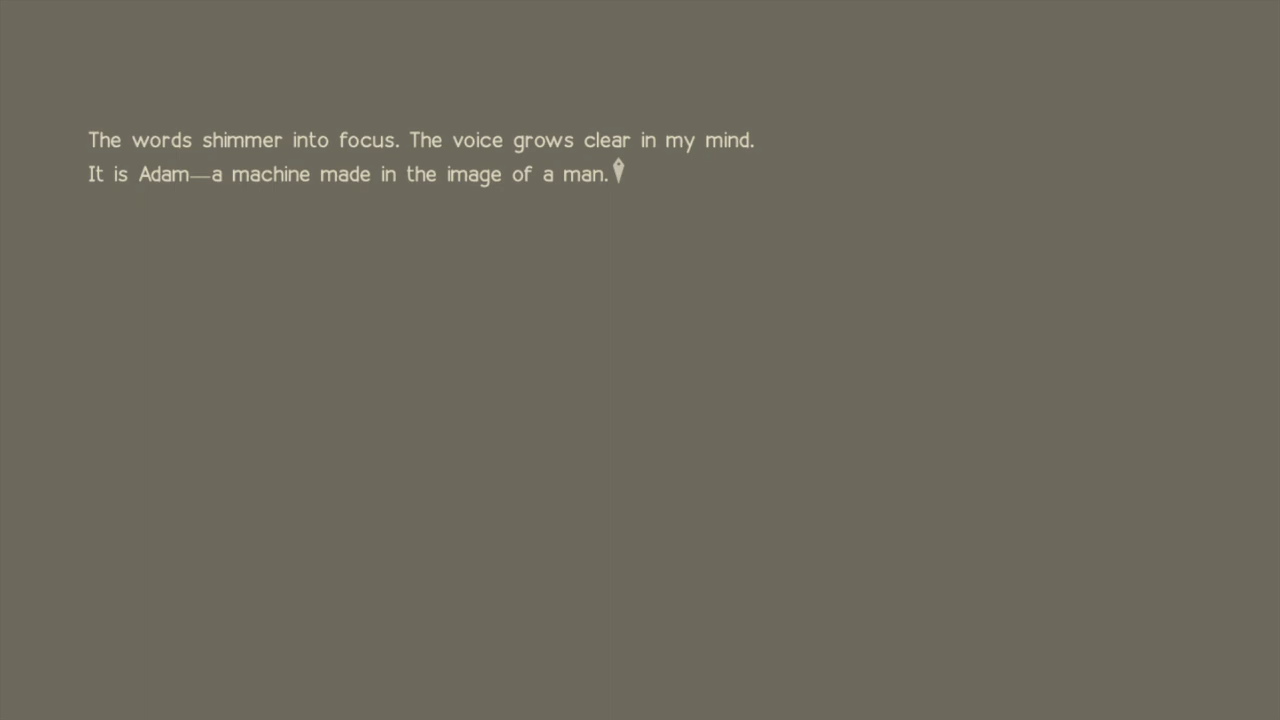 The words shimmer into focus. The voice grows clear in my mind.
It is Adam—a machine made in the image of a man.